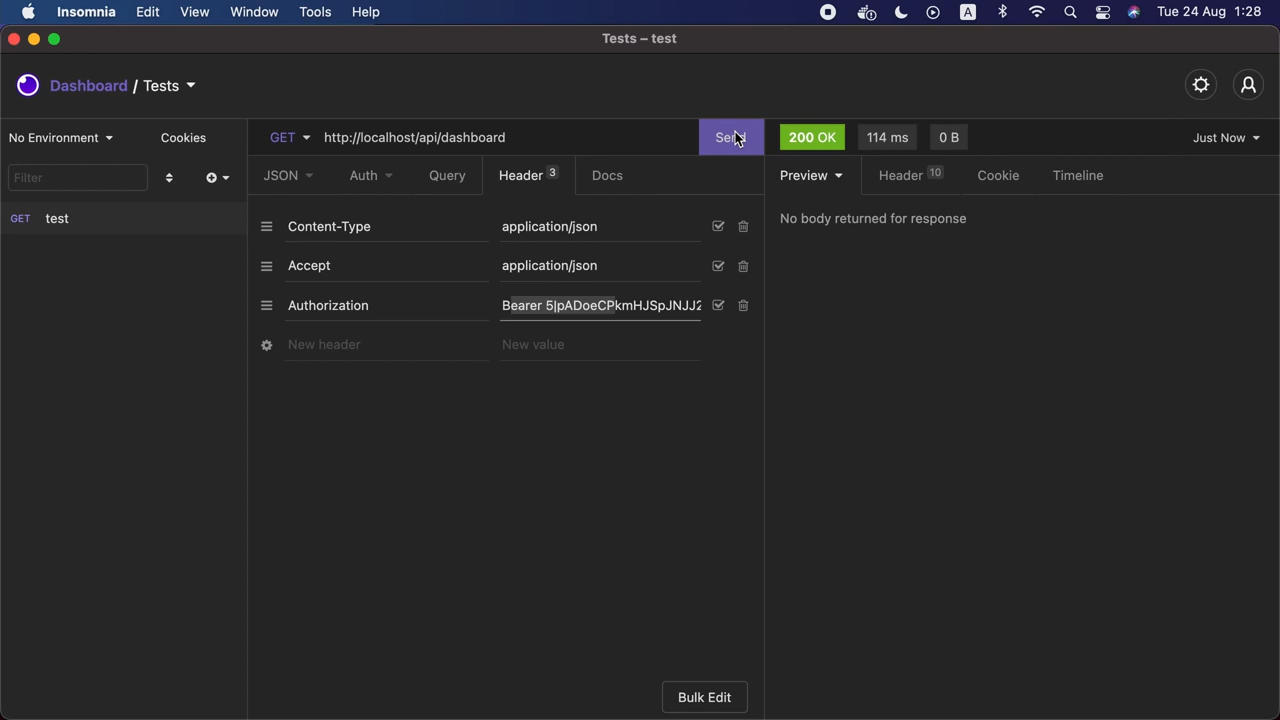 Insomnia Edit View Window Tools Help A Tue 24 Aug 1:28
Tests – test
Dashboard / Tests
No Environment Cookies GET http://localhost/api/dashboard Send 200 OK 114 ms 0 B Just Now
Filter JSON Auth Query Header 3 Docs Preview Header 10 Cookie Timeline
GET test No body returned for response
Content-Type application/json
Accept application/json
Authorization Bearer 5|pADoeCPkmHJSpJNJJ2
New header New value
Bulk Edit